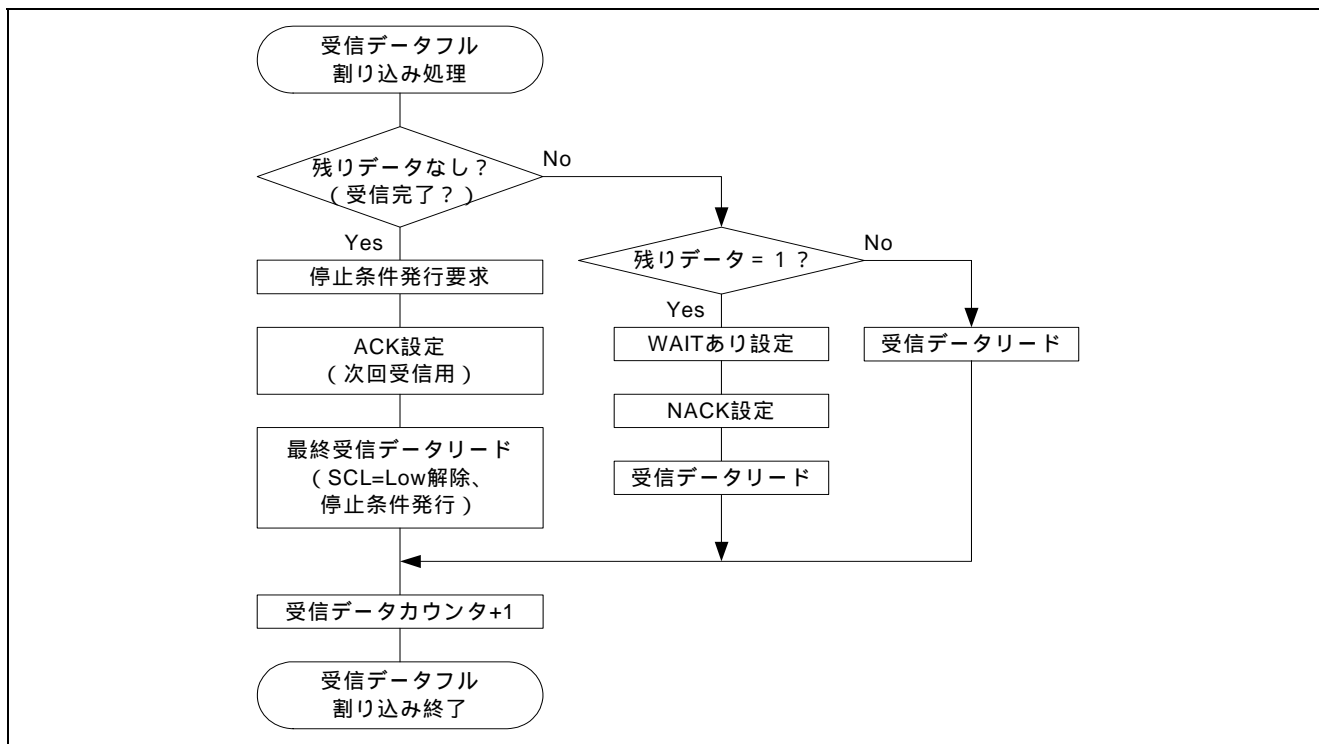 受信データフル
割り込み処理
残りデータなし？
（受信完了？）
No
Yes
停止条件発行要求
ACK設定
（次回受信用）
最終受信データリード
（SCL=Low解除、
停止条件発行）
残りデータ = 1 ？
No
Yes
WAITあり設定
NACK設定
受信データリード
受信データリード
受信データカウンタ+1
受信データフル
割り込み終了